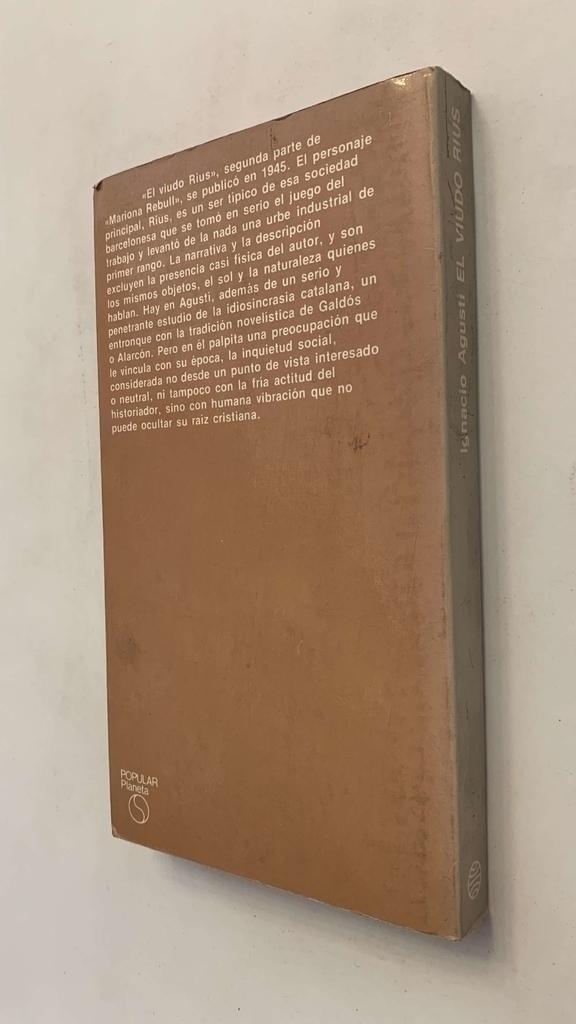 «El viudo Rius», segunda parte de
«Mariona Rebull», se publicó en 1945. El personaje
principal, Rius, es un ser típico de esa sociedad
barcelonesa que se tomó en serio el juego del
trabajo y levantó de la nada una urbe industrial de
primer rango. La narrativa y la descripción
excluyen la presencia casi física del autor, y son
los mismos objetos, el sol y la naturaleza quienes
hablan. Hay en Agustí, además de un serio y
penetrante estudio de la idiosincrasia catalana, un
entronque con la tradición novelística de Galdós
o Alarcón. Pero en él palpita una preocupación que
le vincula con su época, la inquietud social,
considerada no desde un punto de vista interesado
o neutral, ni tampoco con la fría actitud del
historiador, sino con humana vibración que no
puede ocultar su raíz cristiana.
POPULAR
Planeta
Ignacio Agustí EL VIUDO RIUS